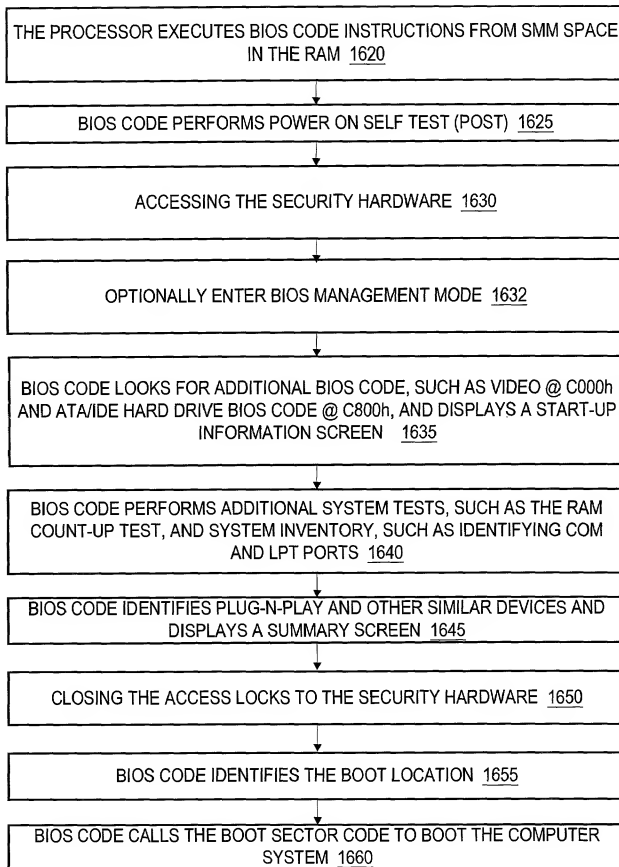 THE PROCESSOR EXECUTES BIOS CODE INSTRUCTIONS FROM SMM SPACE
IN THE RAM 1620
BIOS CODE PERFORMS POWER ON SELF TEST (POST) 1625
ACCESSING THE SECURITY HARDWARE 1630
OPTIONALLY ENTER BIOS MANAGEMENT MODE 1632
BIOS CODE LOOKS FOR ADDITIONAL BIOS CODE, SUCH AS VIDEO @ C000h
AND ATA/IDE HARD DRIVE BIOS CODE @ C800h, AND DISPLAYS A START-UP
INFORMATION SCREEN 1635
BIOS CODE PERFORMS ADDITIONAL SYSTEM TESTS, SUCH AS THE RAM
COUNT-UP TEST, AND SYSTEM INVENTORY, SUCH AS IDENTIFYING COM
AND LPT PORTS 1640
BIOS CODE IDENTIFIES PLUG-N-PLAY AND OTHER SIMILAR DEVICES AND
DISPLAYS A SUMMARY SCREEN 1645
CLOSING THE ACCESS LOCKS TO THE SECURITY HARDWARE 1650
BIOS CODE IDENTIFIES THE BOOT LOCATION 1655
BIOS CODE CALLS THE BOOT SECTOR CODE TO BOOT THE COMPUTER
SYSTEM 1660